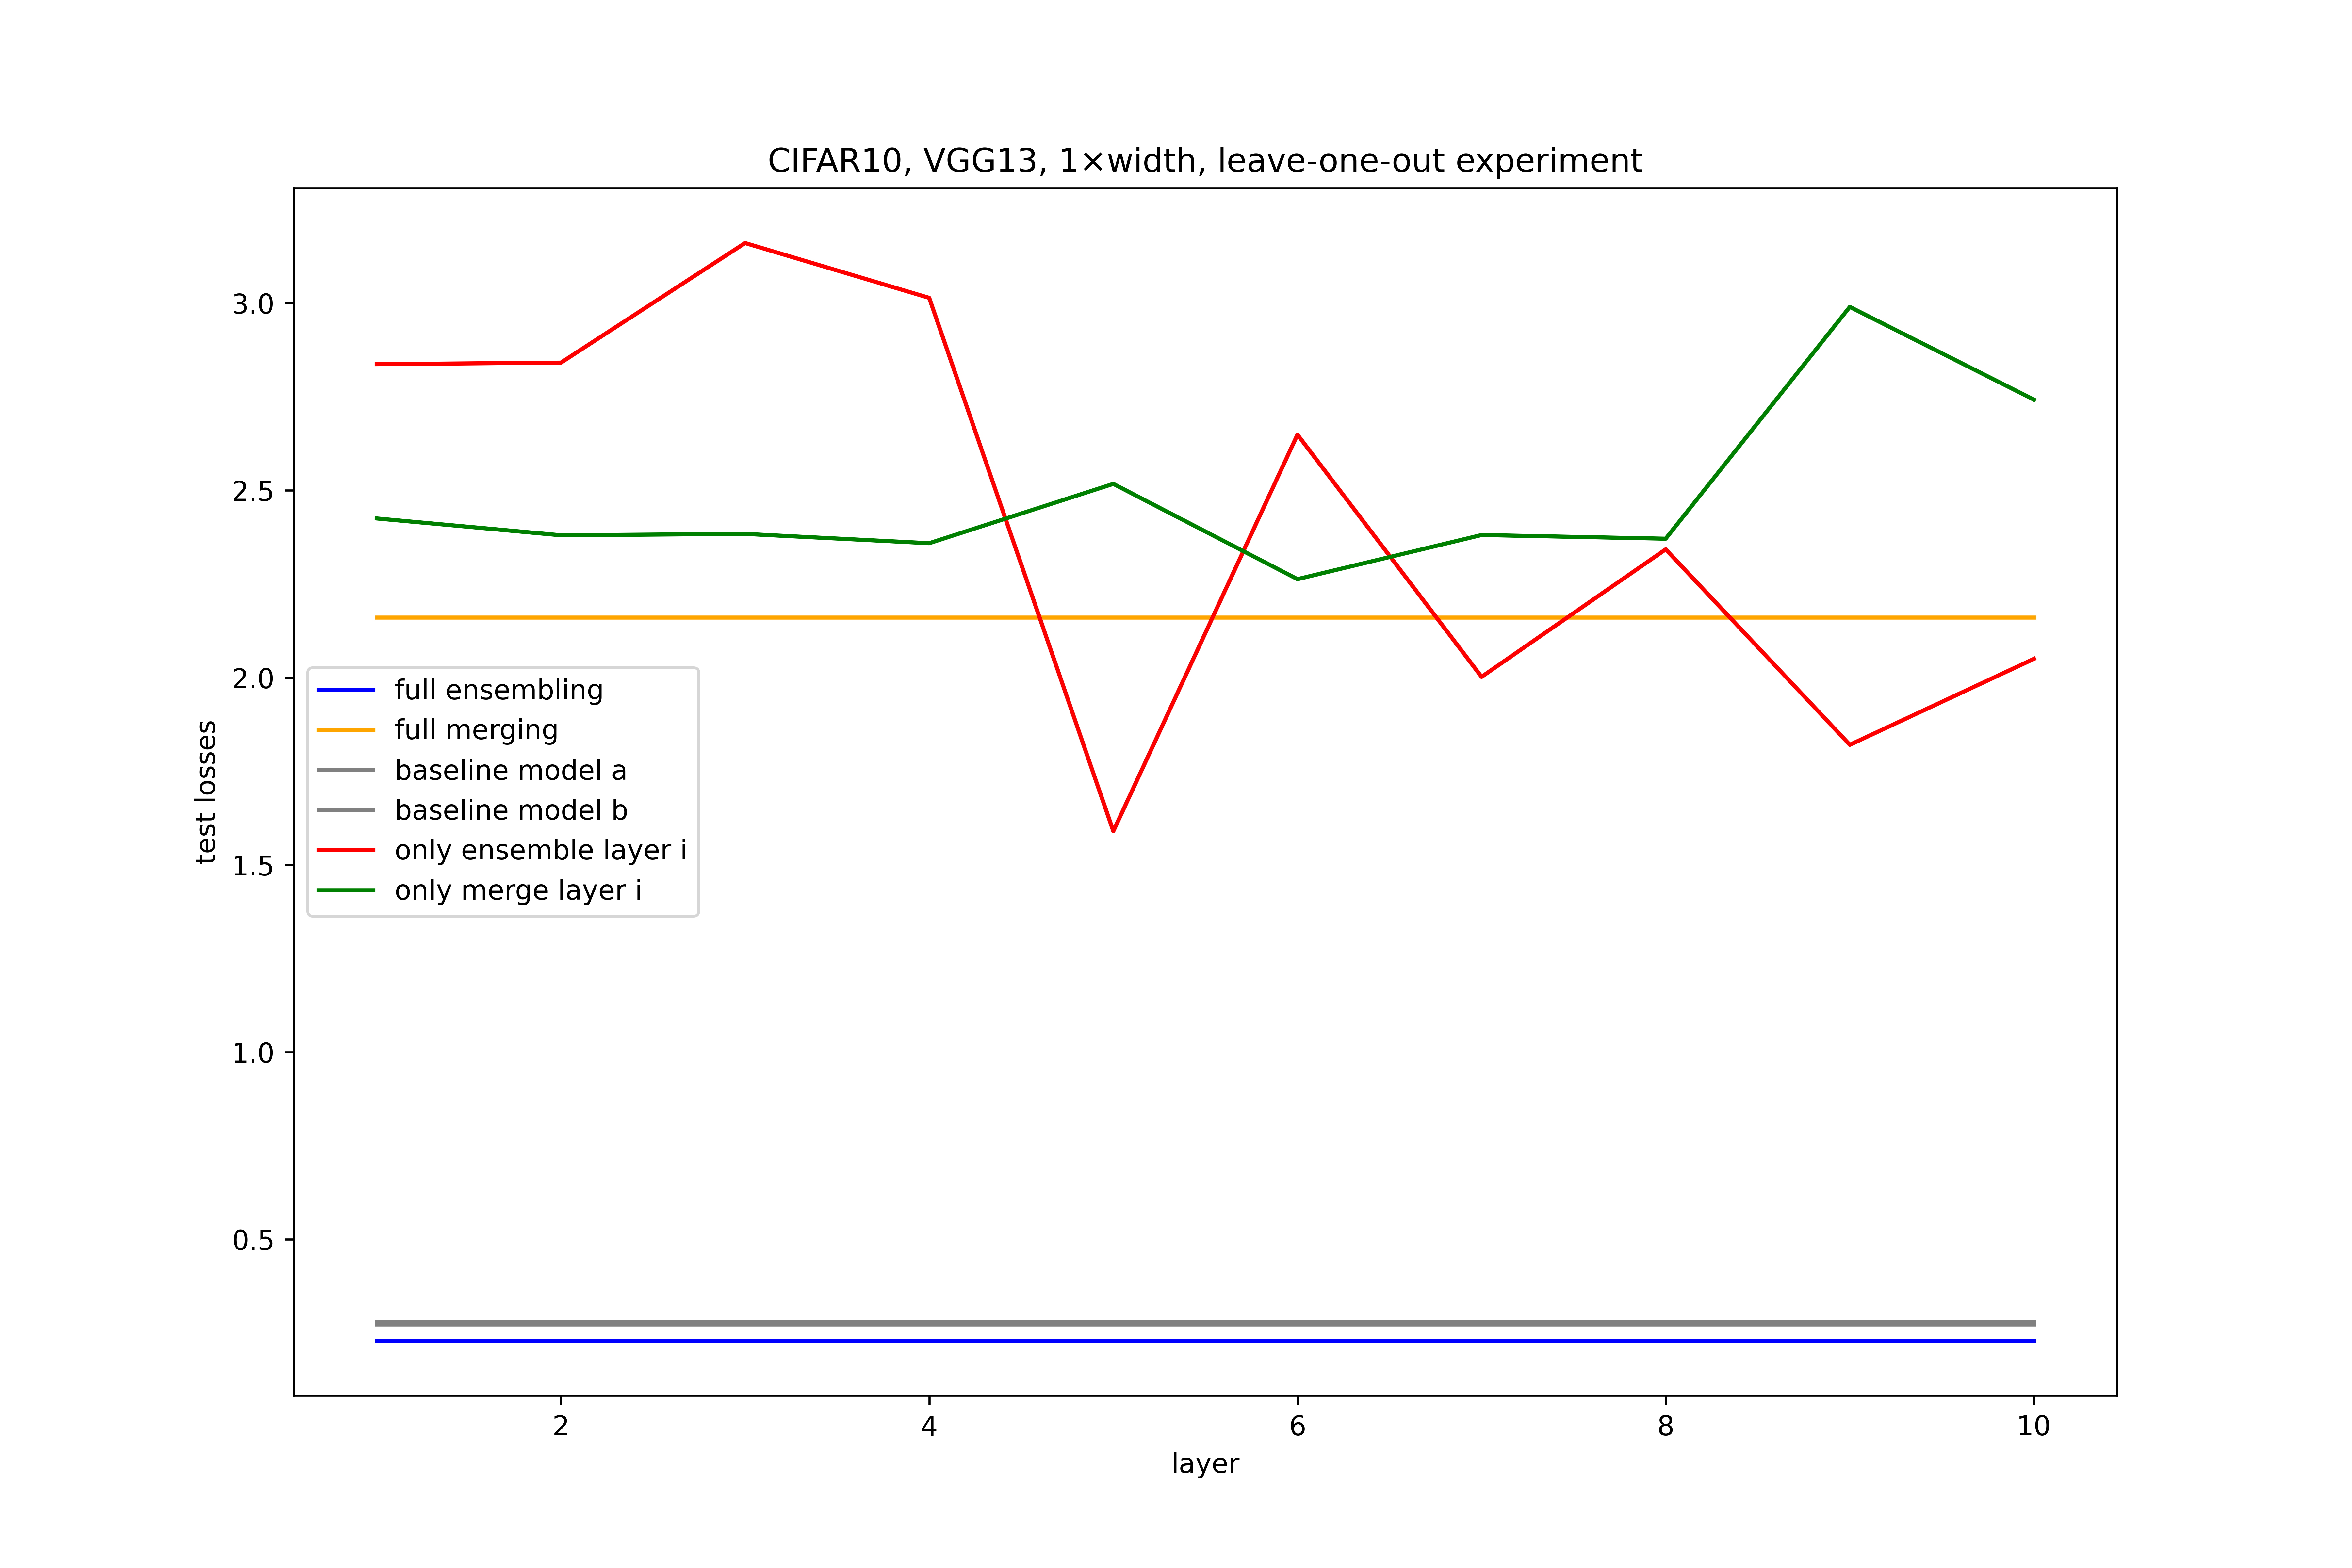 CIFAR10, VGG13, 1×width, leave-one-out experiment
3.0
2.5
2.0
1.5
1.0
0.5
test losses
full ensembling
full merging
baseline model a
baseline model b
only ensemble layer i
only merge layer i
2
4
6
8
10
layer